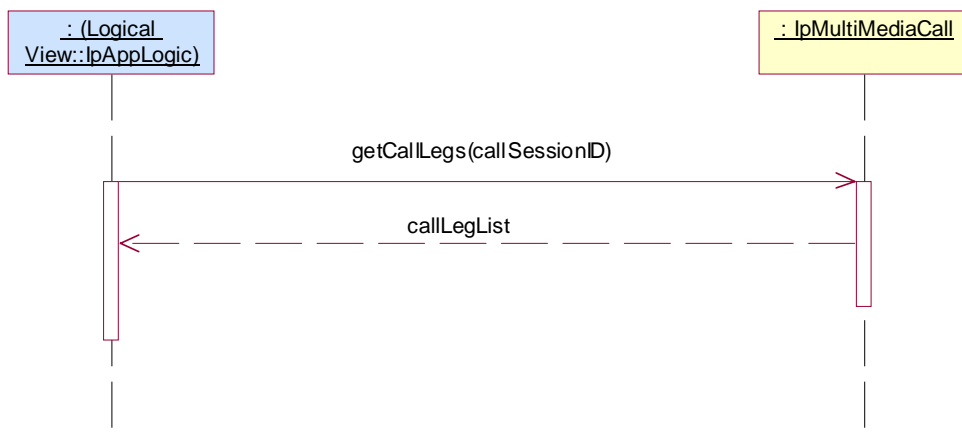 : (Logical
View::IpAppLogic)
: IpMultiMediaCall
getCallLegs(callSessionID)
callLegList